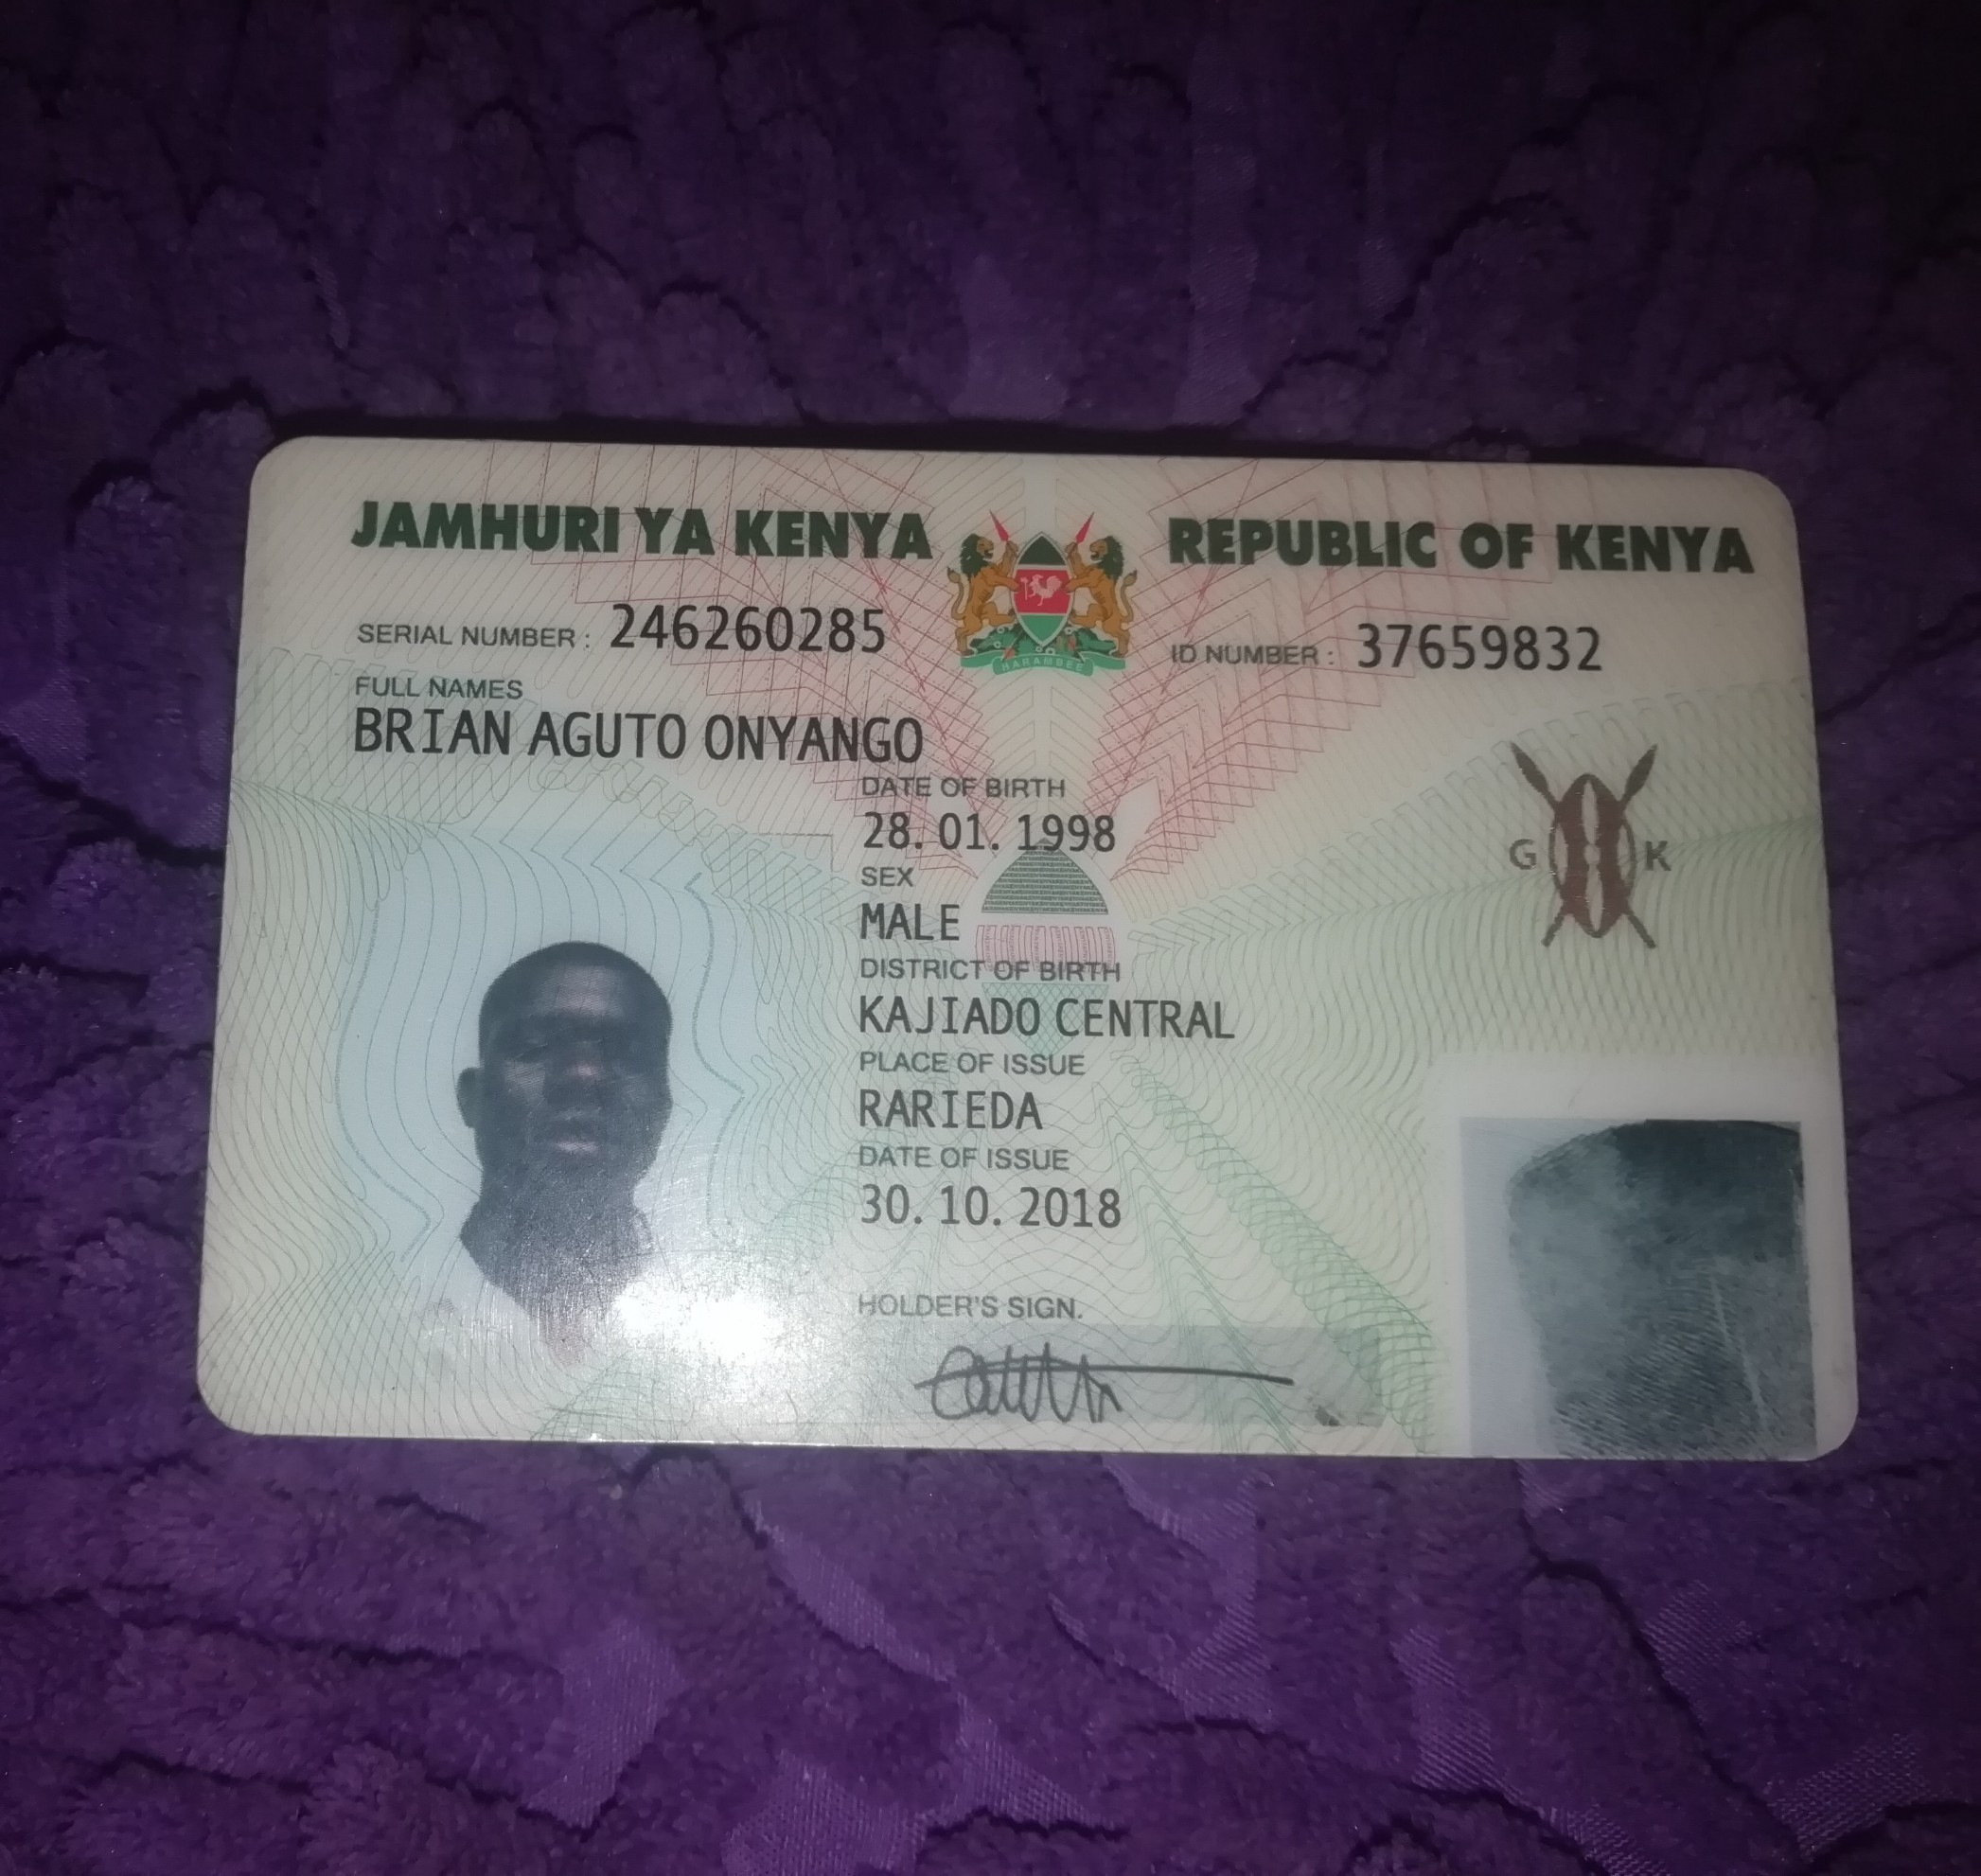 JAMHURI YA KENYA REPUBLIC OF KENYA
SERIAL NUMBER : 246260285 ID NUMBER : 37659832
FULL NAMES
BRIAN AGUTO ONYANGO
DATE OF BIRTH
28. 01. 1998
SEX
MALE
DISTRICT OF BIRTH
KAJIADO CENTRAL
PLACE OF ISSUE
RARIEDA
DATE OF ISSUE
30. 10. 2018
HOLDER'S SIGN.
HARAMBEE
G K